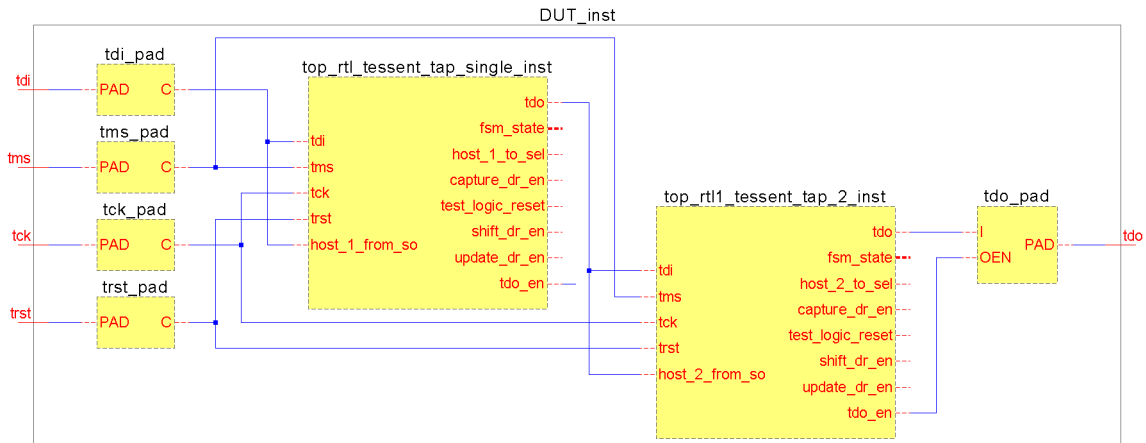 DUT_inst
tdi
tdi_pad
PAD C
tms
tms_pad
PAD C
tck
tck_pad
PAD C
trst
trst_pad
PAD C
top_rtl_tessent_tap_single_inst
tdi
tms
tck
trst
host_1_from_so
tdo
fsm_state
host_1_to_sel
capture_dr_en
test_logic_reset
shift_dr_en
update_dr_en
tdo_en
top_rtl1_tessent_tap_2_inst
tdi
tms
tck
trst
host_2_from_so
tdo
fsm_state
host_2_to_sel
capture_dr_en
test_logic_reset
shift_dr_en
update_dr_en
tdo_en
tdo_pad
I
OEN
PAD
tdo